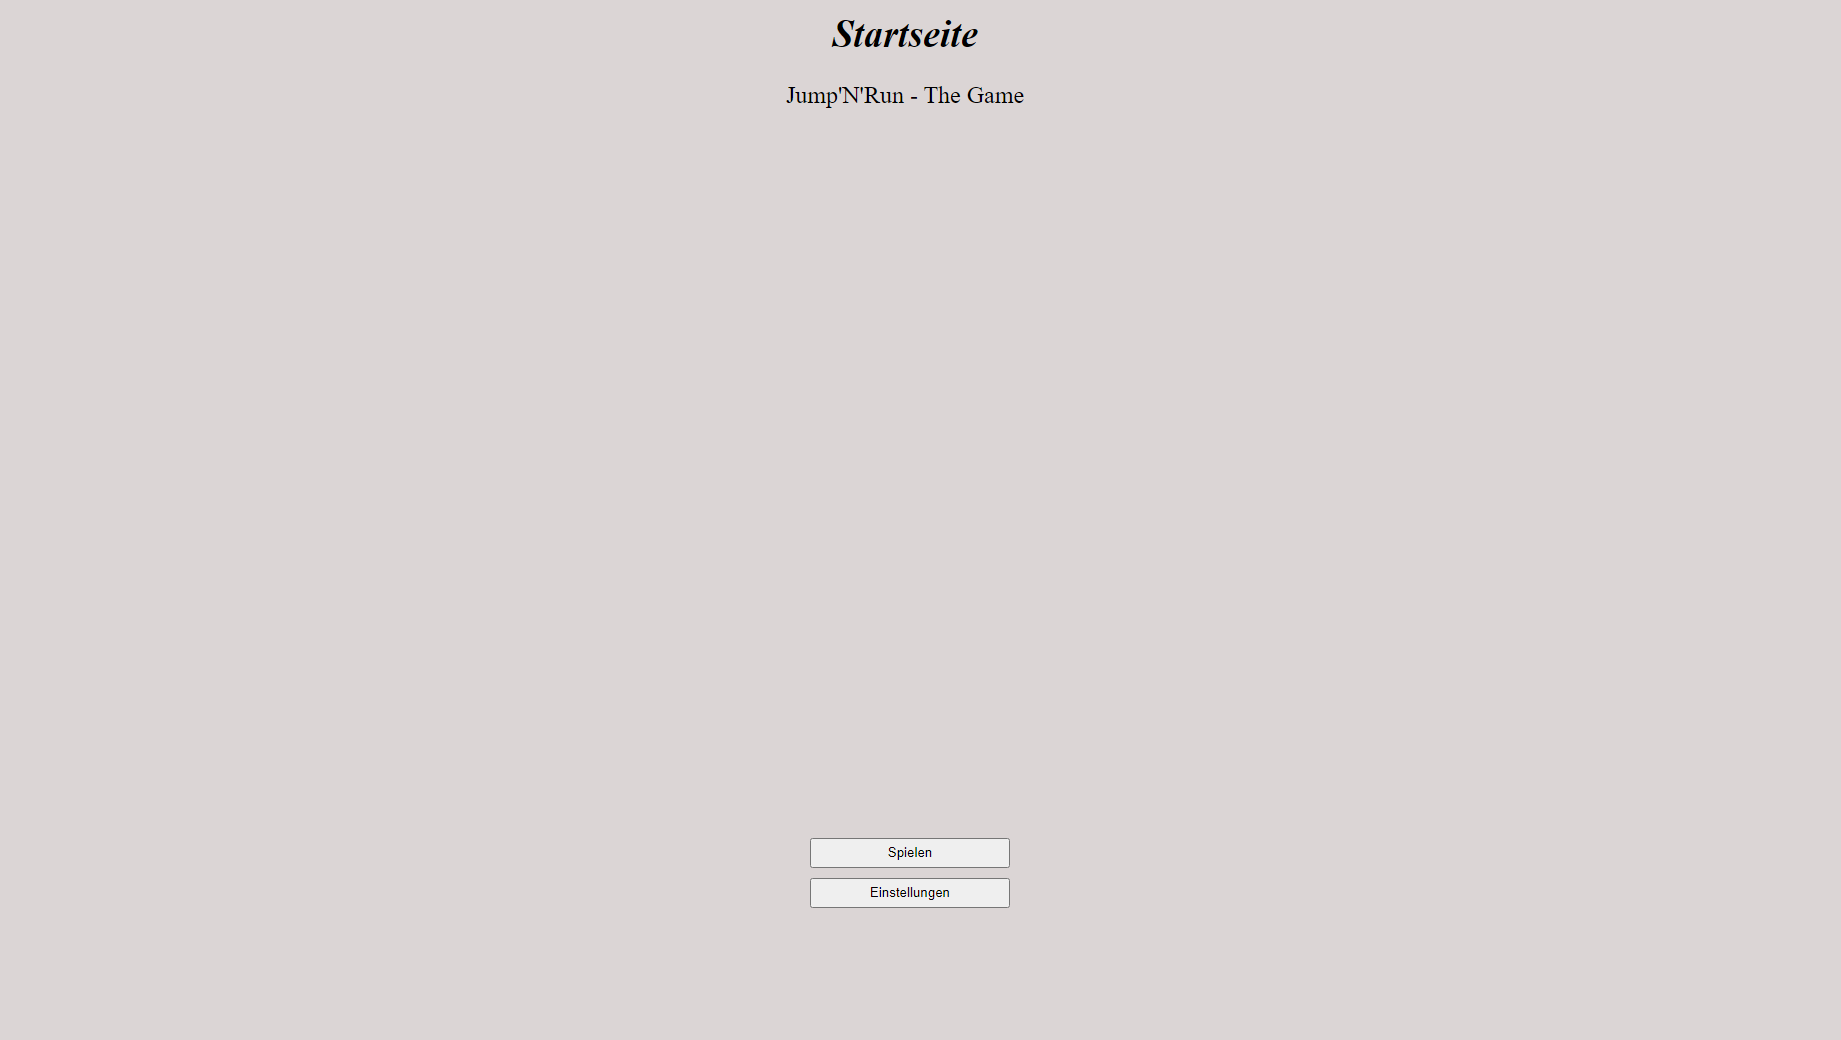 Startseite
Jump'N'Run - The Game
Spielen
Einstellungen